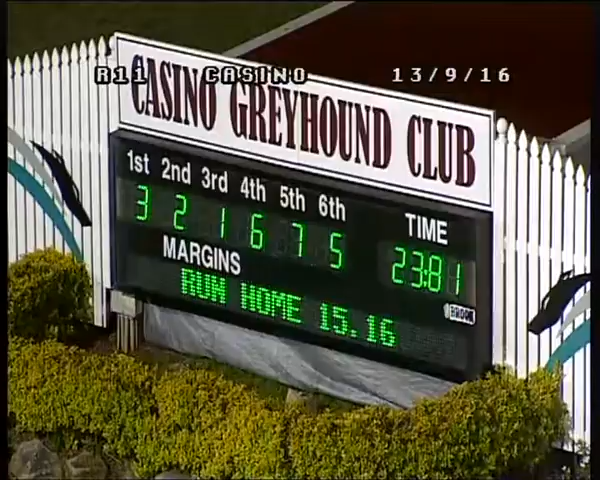 R11 CASINO 13/9/16
CASINO GREYHOUND CLUB
1st 2nd 3rd 4th 5th 6th TIME
3 2 1 6 7 5 23:81
MARGINS
RUN HOME 15.16
BROOK